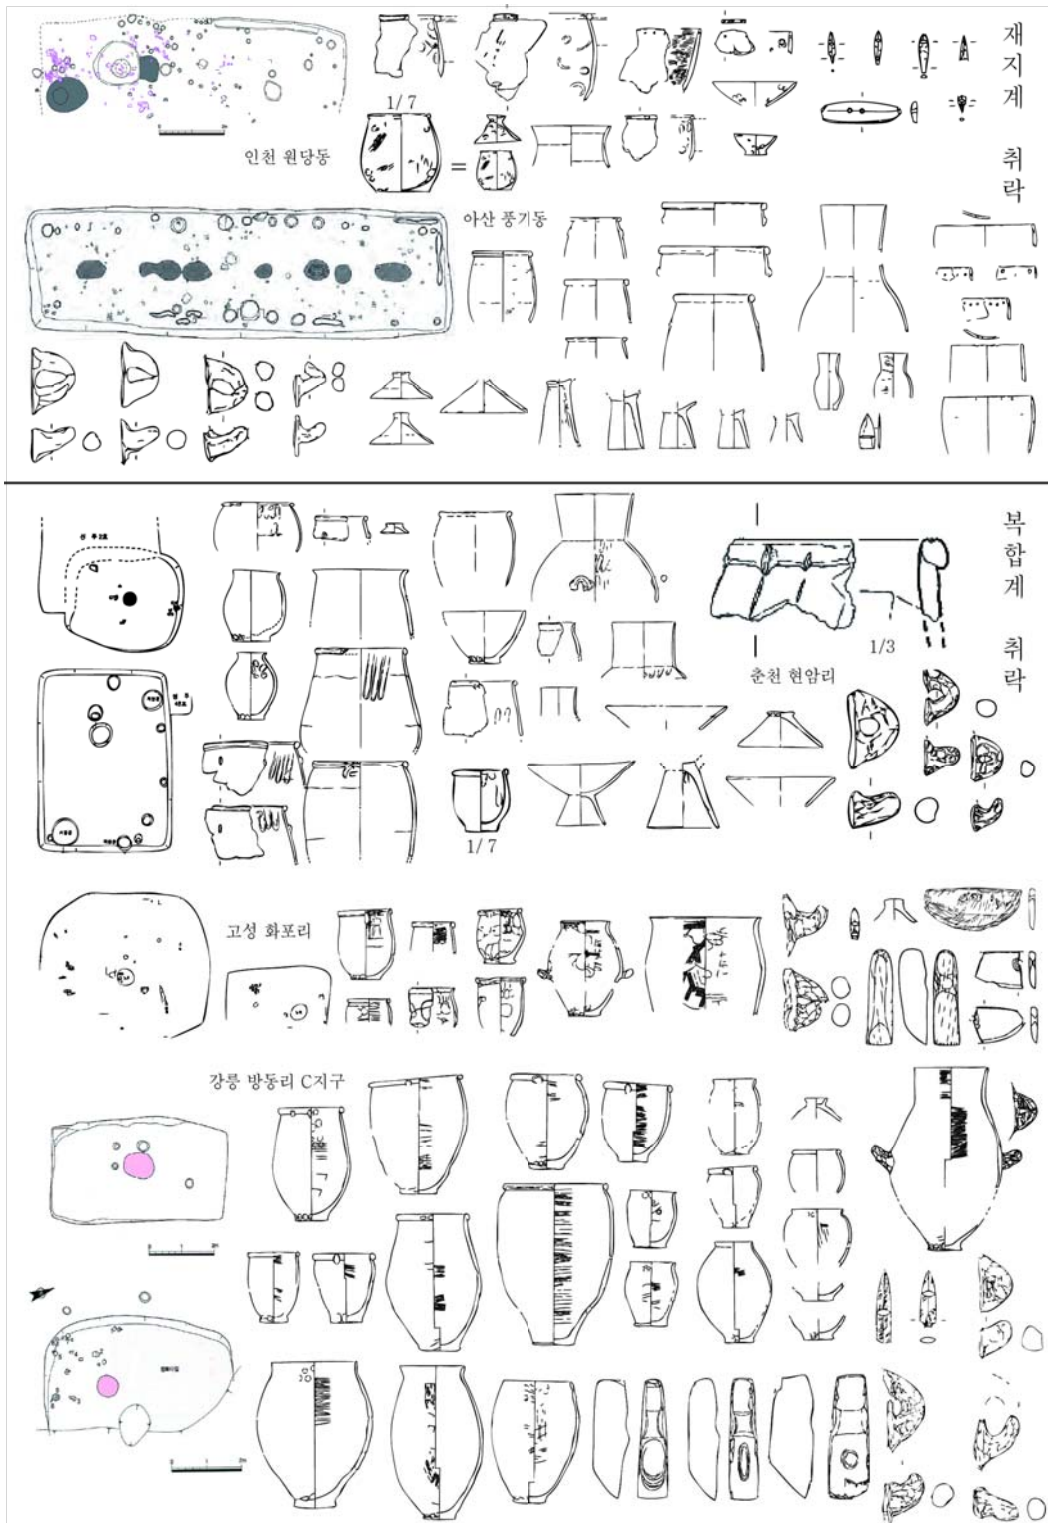 재지계 취락
1/7
인천 원당동
=
아산 풍기동
복합계 취락
1/3
춘천 현암리
1/7
고성 화포리
강릉 방동리 C지구